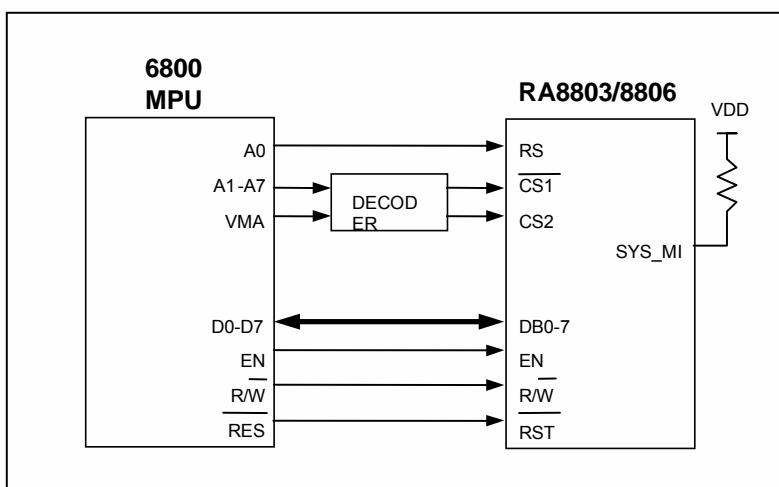 6800
MPU
RA8803/8806
VDD
A0
RS
A1-A7
CS1
DECOD
ER
VMA
CS2
SYS_MI
D0-D7
DB0-7
EN
EN
R/W
R/W
RES
RST